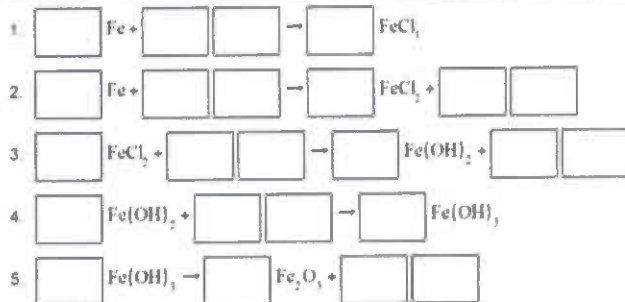 1. Fe + → FeCl₃
2. Fe + → FeCl₂ +
3. FeCl₂ + → Fe(OH)₂ +
4. Fe(OH)₂ + → Fe(OH)₃
5. Fe(OH)₃ → Fe₂O₃ +